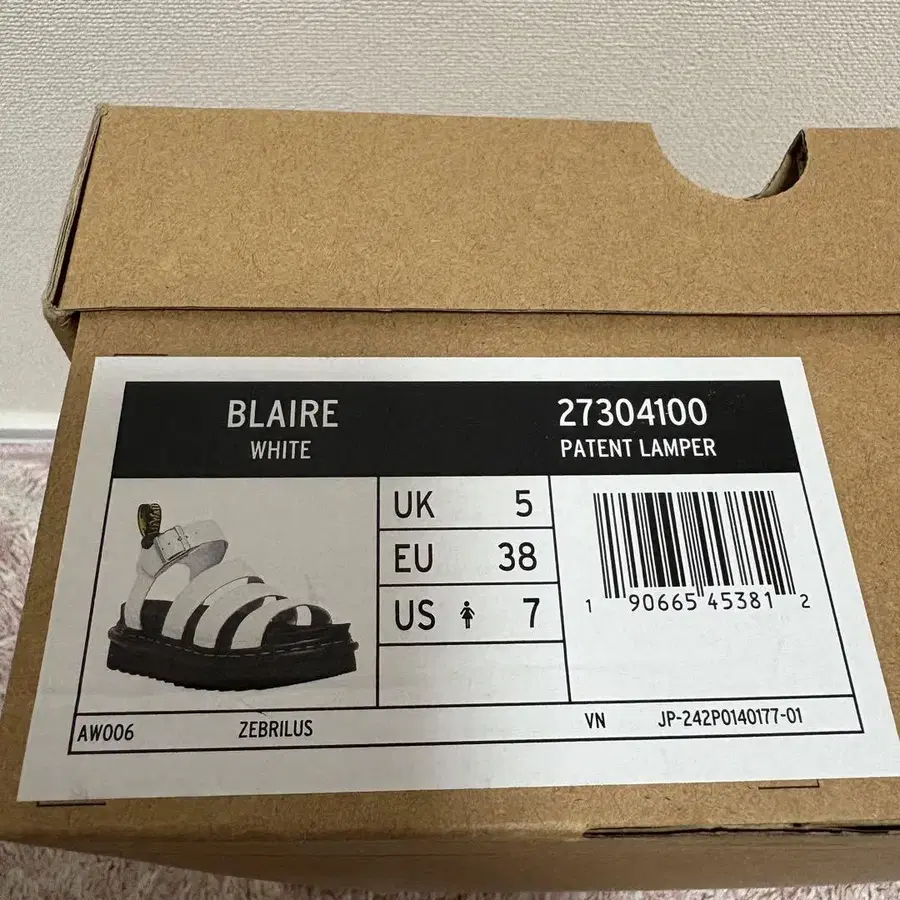 BLAIRE
WHITE
27304100
PATENT LAMPER
UK 5
EU 38
US 7
1 90665 45381 2
AW006 ZEBRILUS VN JP-242P0140177-01